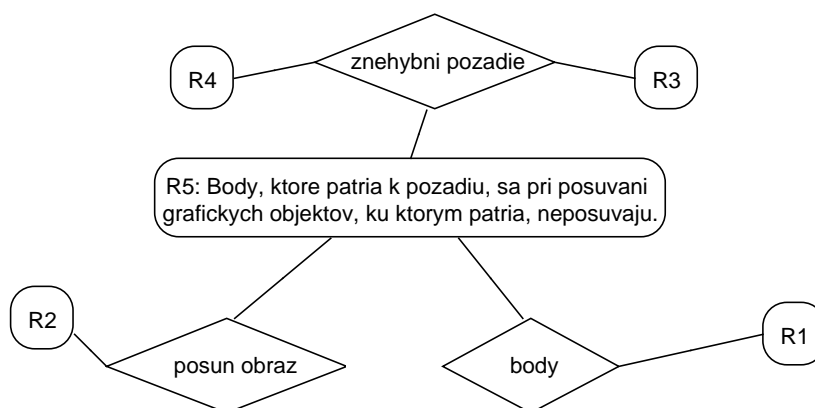 znehybni pozadie
R4
R3
R5: Body, ktore patria k pozadiu, sa pri posuvani
grafickych objektov, ku ktorym patria, neposuvaju.
R2
R1
posun obraz
body